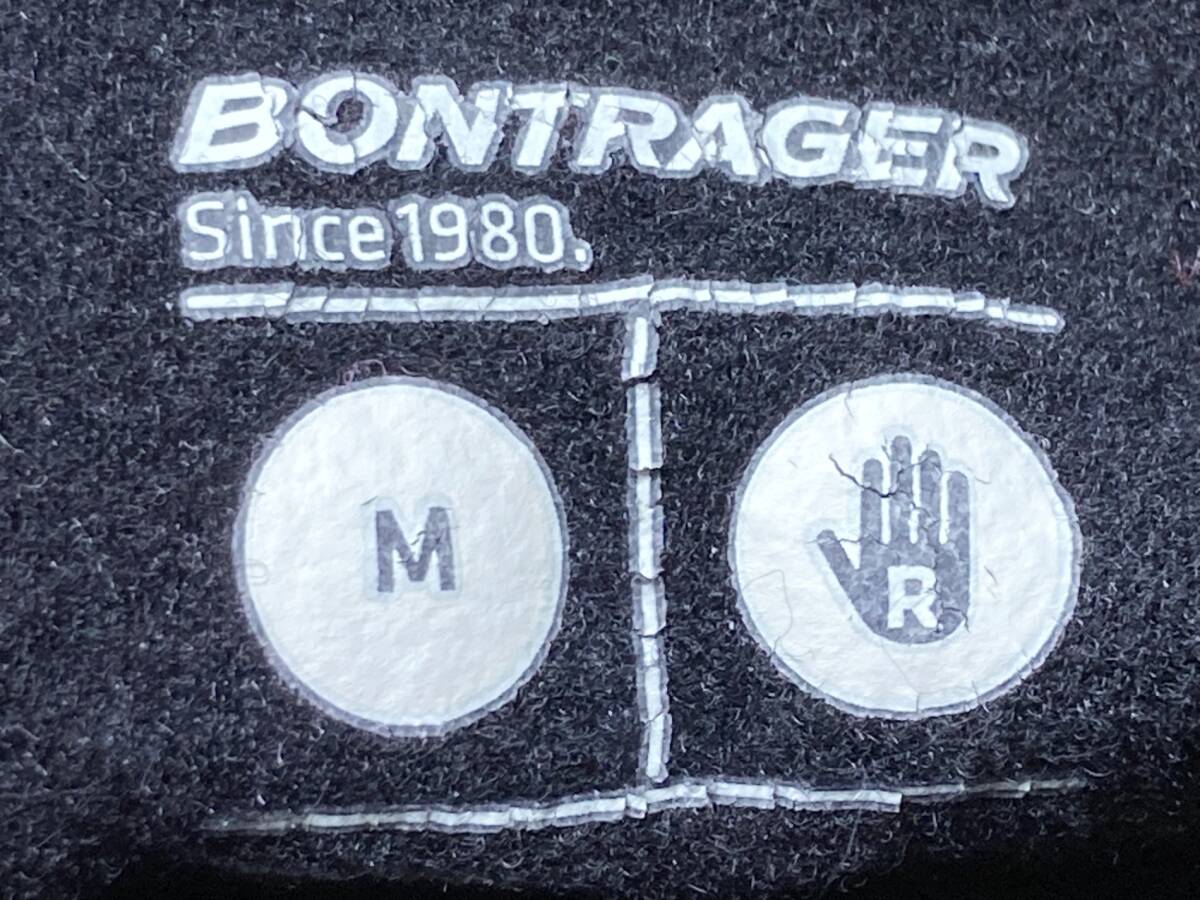 BONTRAGER
Since 1980.
M
R